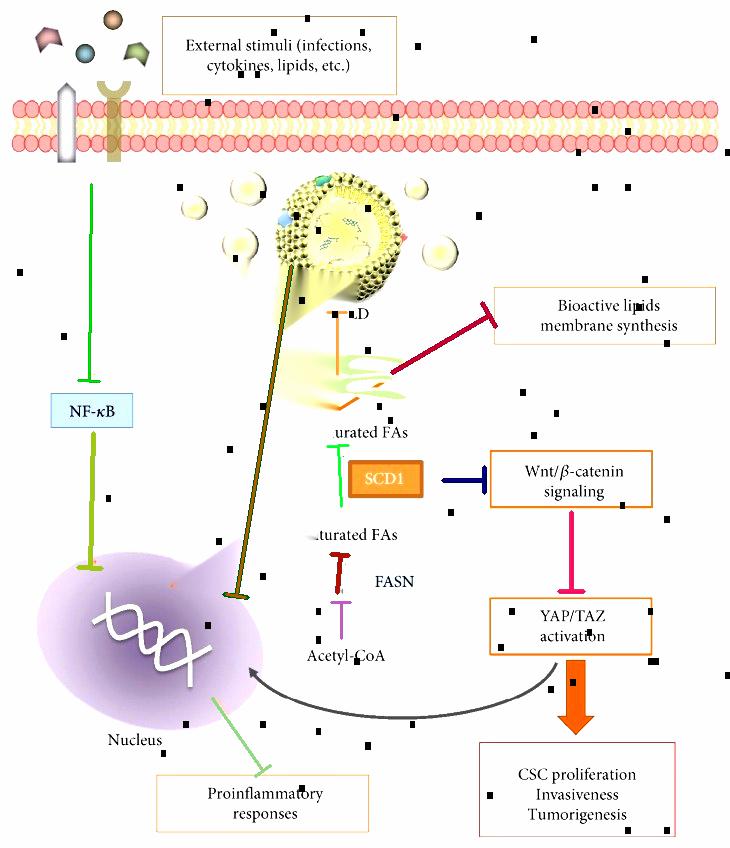 External stimuli (infections,
cytokines, lipids, etc.)
LD
Bioactive lipids
membrane synthesis
NF-κB
urated FAs
SCD1
Wnt/β-catenin
signaling
turated FAs
FASN
YAP/TAZ
activation
Acetyl-CoA
Nucleus
Proinflammatory
responses
CSC proliferation
Invasiveness
Tumorigenesis